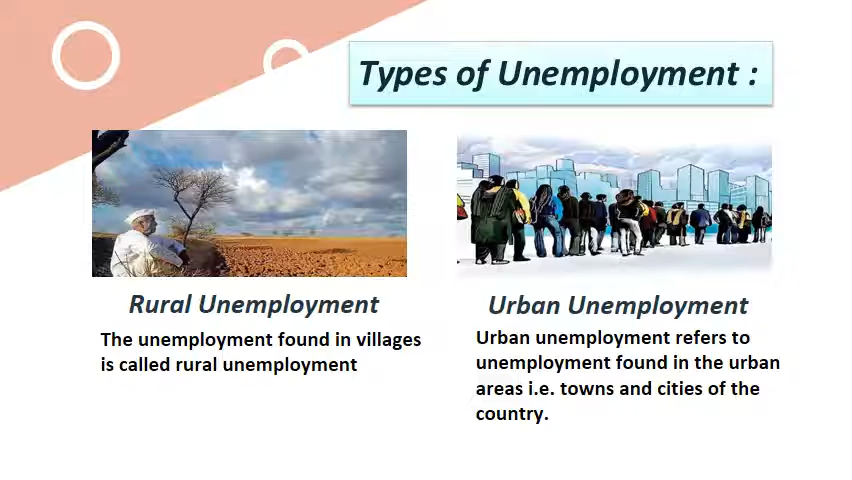 Types of Unemployment :
Rural Unemployment
The unemployment found in villages
is called rural unemployment
Urban Unemployment
Urban unemployment refers to
unemployment found in the urban
areas i.e. towns and cities of the
country.